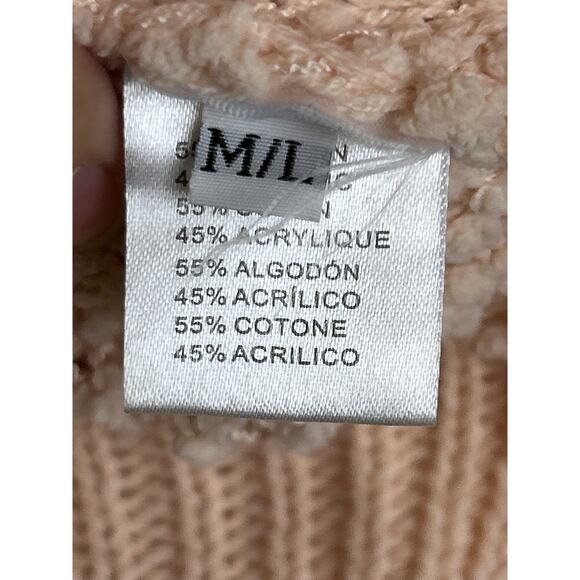 M/L
45% ACRYLIQUE
55% ALGODÓN
45% ACRÍLICO
55% COTONE
45% ACRILICO